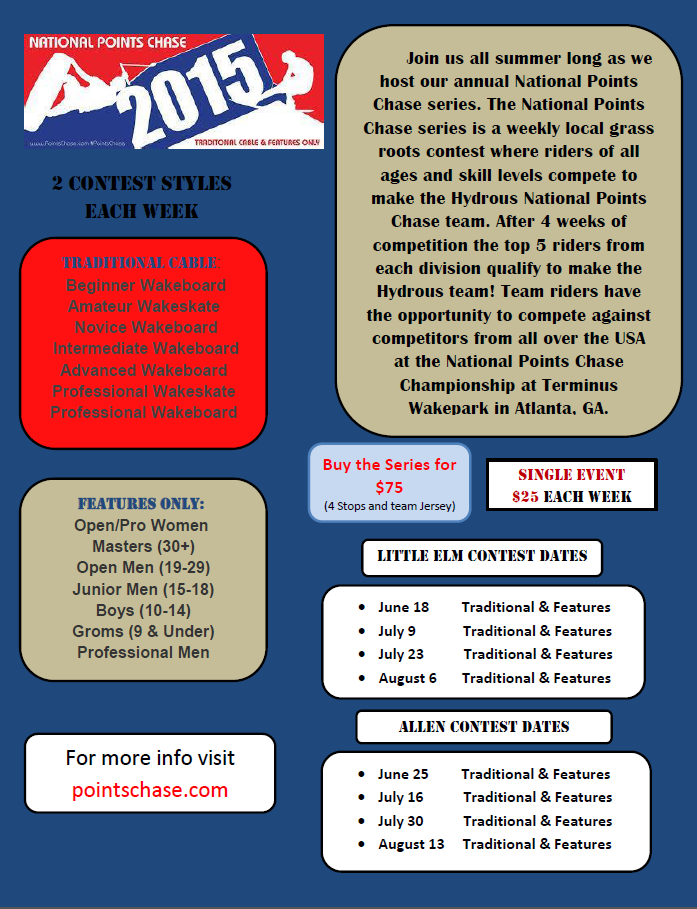 NATIONAL POINTS CHASE
2015
www.PointsChase.com #PointsChase
TRADITONAL CABLE & FEATURES ONLY
2 CONTEST STYLES
EACH WEEK
TRADITIONAL CABLE:
Beginner Wakeboard
Amateur Wakeskate
Novice Wakeboard
Intermediate Wakeboard
Advanced Wakeboard
Professional Wakeskate
Professional Wakeboard
FEATURES ONLY:
Open/Pro Women
Masters (30+)
Open Men (19-29)
Junior Men (15-18)
Boys (10-14)
Groms (9 & Under)
Professional Men
For more info visit
pointschase.com
Join us all summer long as we
host our annual National Points
Chase series. The National Points
Chase series is a weekly local grass
roots contest where riders of all
ages and skill levels compete to
make the Hydrous National Points
Chase team. After 4 weeks of
competition the top 5 riders from
each division qualify to make the
Hydrous team! Team riders have
the opportunity to compete against
competitors from all over the USA
at the National Points Chase
Championship at Terminus
Wakepark in Atlanta, GA.
Buy the Series for
$75
(4 Stops and team Jersey)
SINGLE EVENT
$25 EACH WEEK
LITTLE ELM CONTEST DATES
• June 18 Traditional & Features
• July 9 Traditional & Features
• July 23 Traditional & Features
• August 6 Traditional & Features
ALLEN CONTEST DATES
• June 25 Traditional & Features
• July 16 Traditional & Features
• July 30 Traditional & Features
• August 13 Traditional & Features